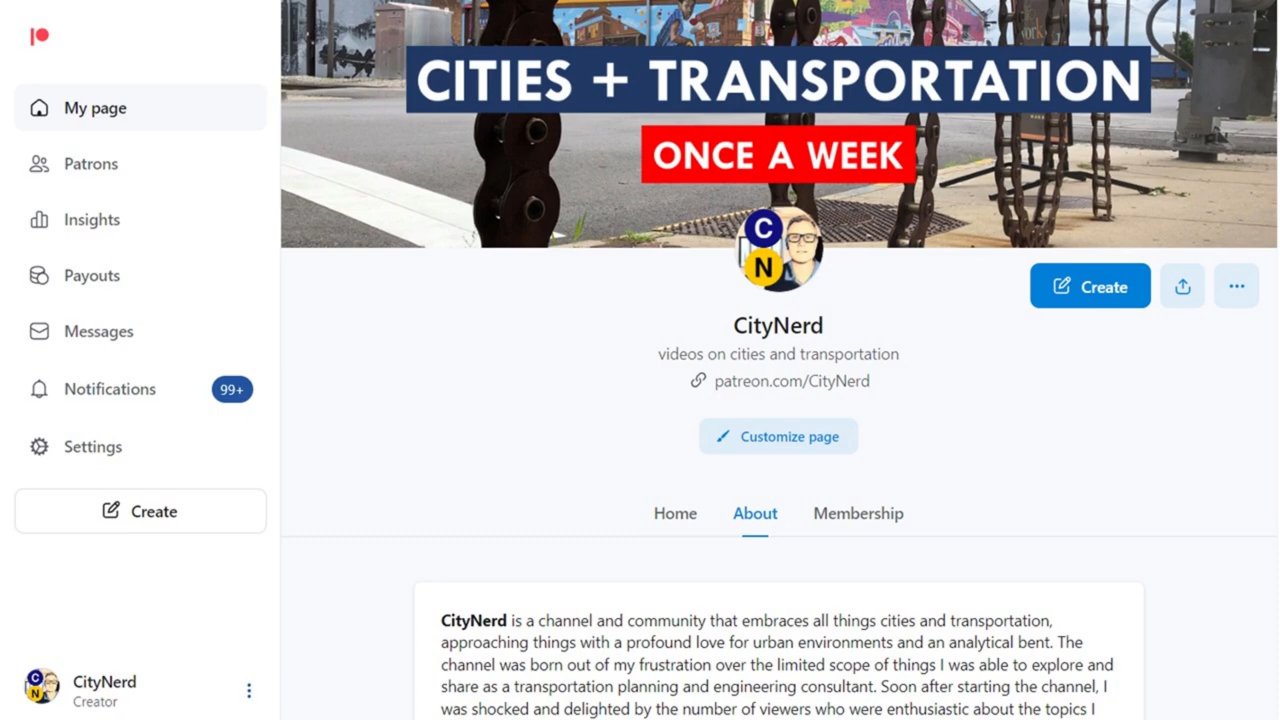 CITIES + TRANSPORTATION
ONCE A WEEK
My page
Patrons
Insights
Payouts
Messages
Notifications 99+
Settings
Create
CityNerd
Creator
C
N
Create
CityNerd
videos on cities and transportation
patreon.com/CityNerd
Customize page
Home About Membership
CityNerd is a channel and community that embraces all things cities and transportation,
approaching things with a profound love for urban environments and an analytical bent. The
channel was born out of my frustration over the limited scope of things I was able to explore and
share as a transportation planning and engineering consultant. Soon after starting the channel, I
was shocked and delighted by the number of viewers who were enthusiastic about the topics I
C
N